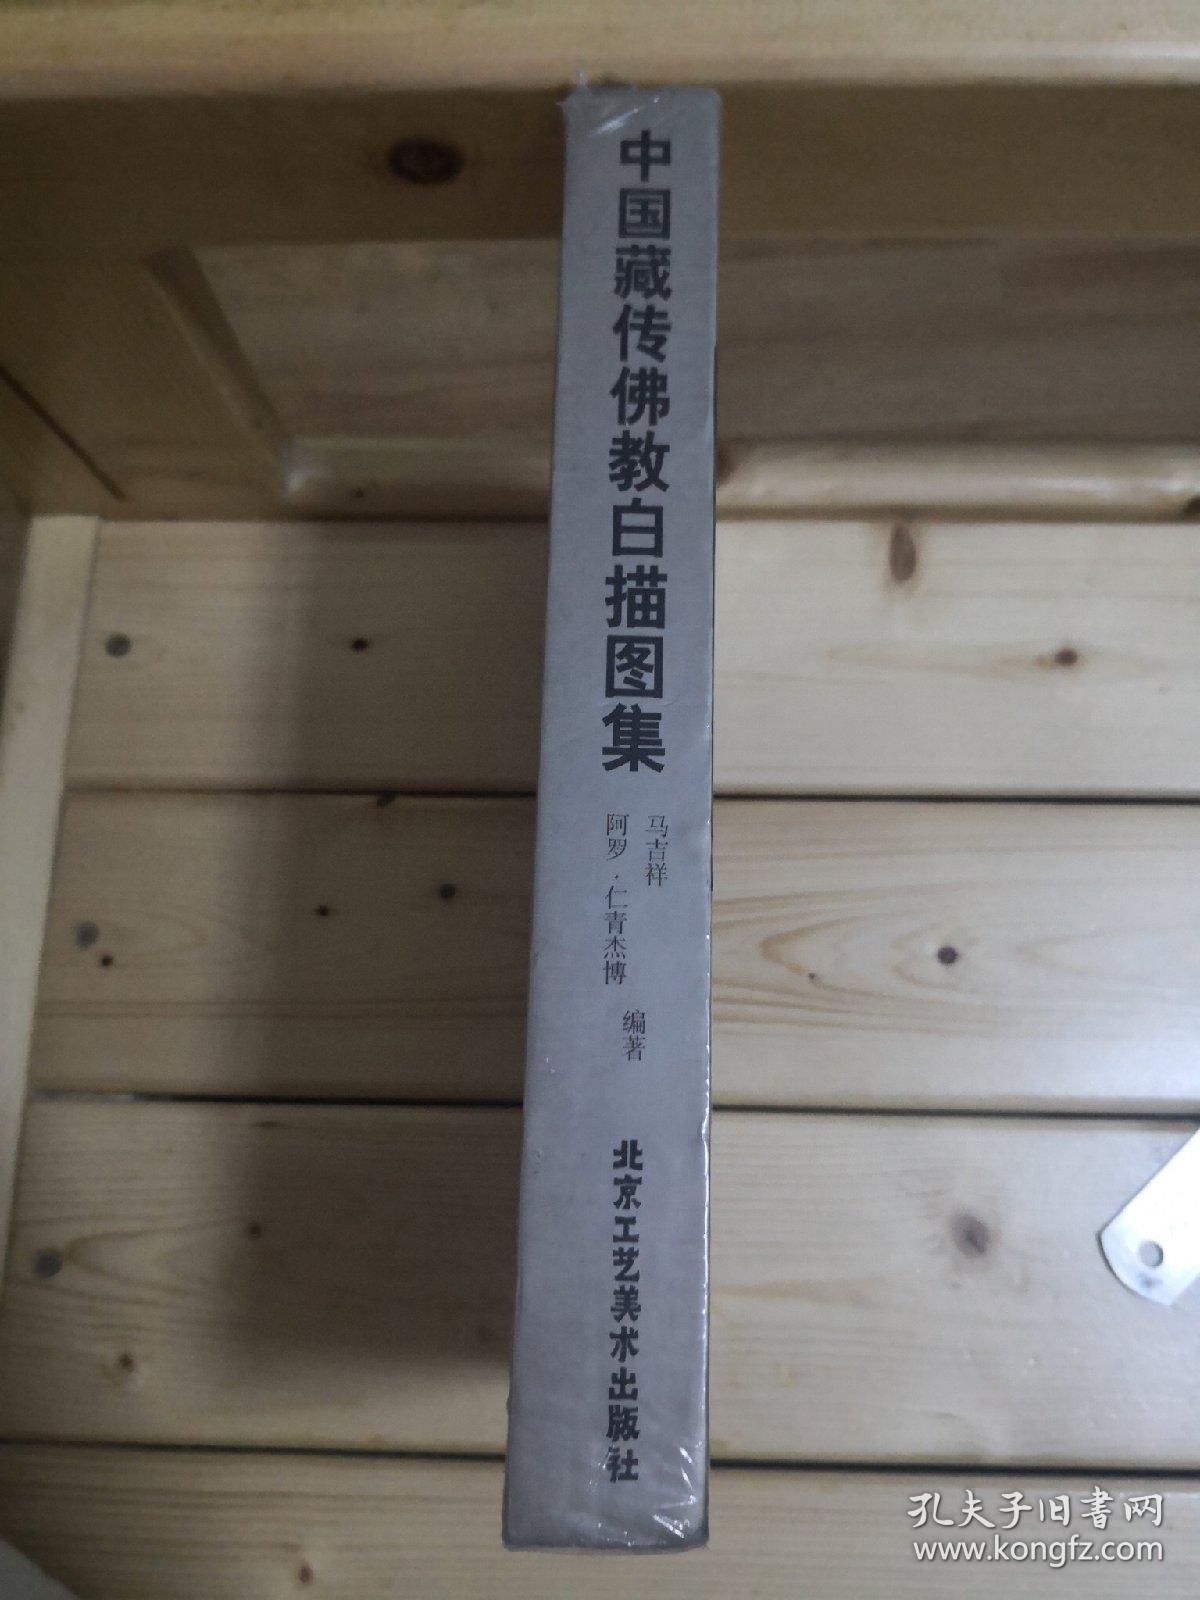 中国藏传佛教白描图集
马吉祥
阿罗·仁青杰博
编著
北京工艺美术出版社
孔夫子旧书网
www.kongfz.com